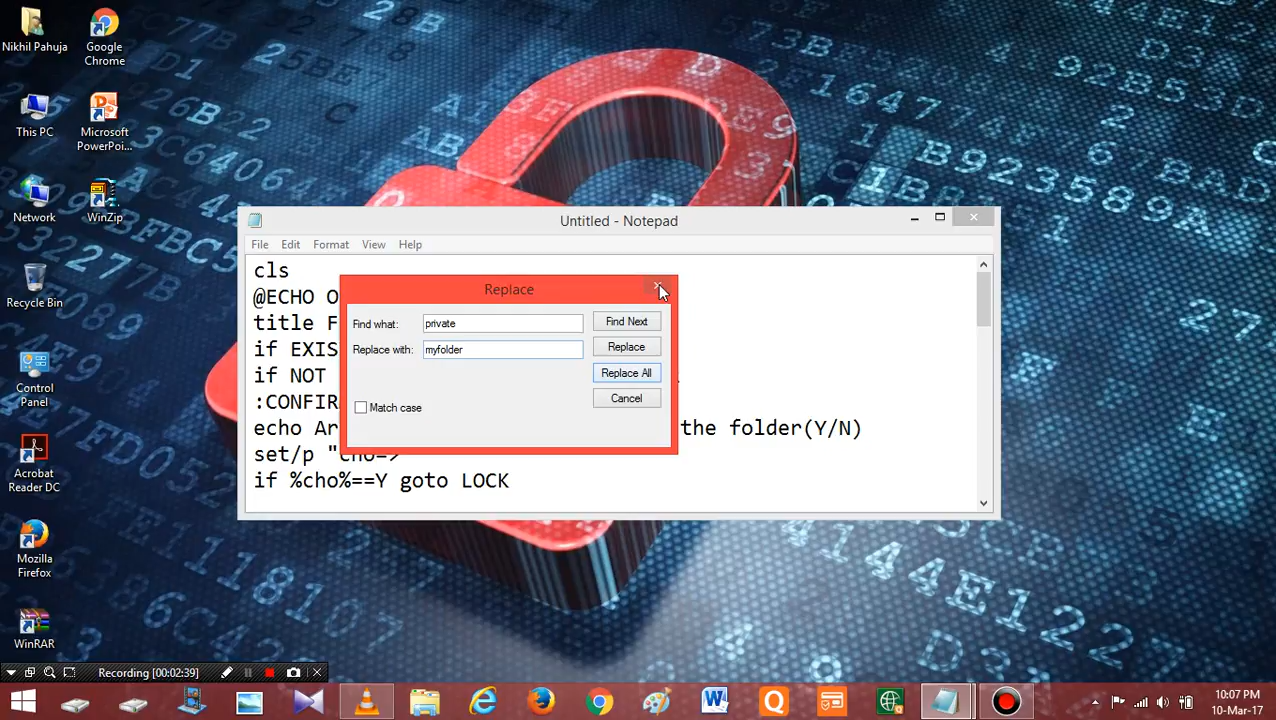 Nikhil Pahuja
Google Chrome
This PC
Microsoft PowerPoi...
Network
WinZip
Recycle Bin
Control Panel
Acrobat Reader DC
Mozilla Firefox
WinRAR
Untitled - Notepad
File Edit Format View Help
cls
@ECHO O
title F
if EXIS
if NOT
:CONFIR
echo Ar the folder(Y/N)
set/p "cho=>"
if %cho%==Y goto LOCK
Replace
Find what: private
Replace with: myfolder
Match case
Find Next
Replace
Replace All
Cancel
Recording [00:02:39]
10:07 PM
10-Mar-17